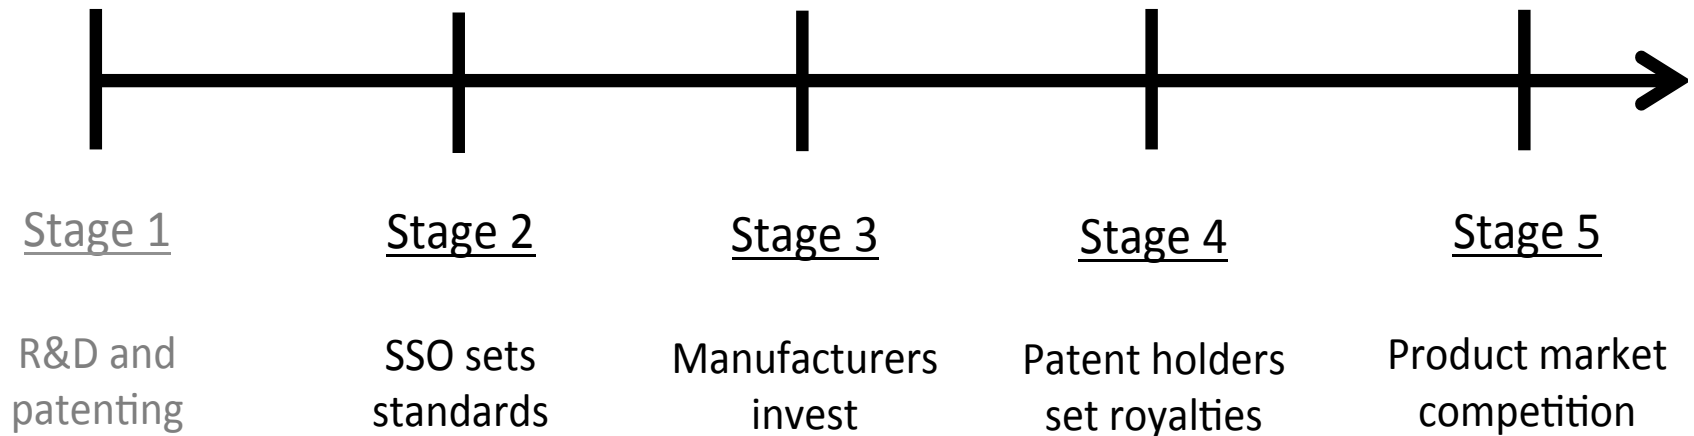 Stage 1
R&D and
patenting
Stage 2
SSO sets
standards
Stage 3
Manufacturers
invest
Stage 4
Patent holders
set royalties
Stage 5
Product market
competition